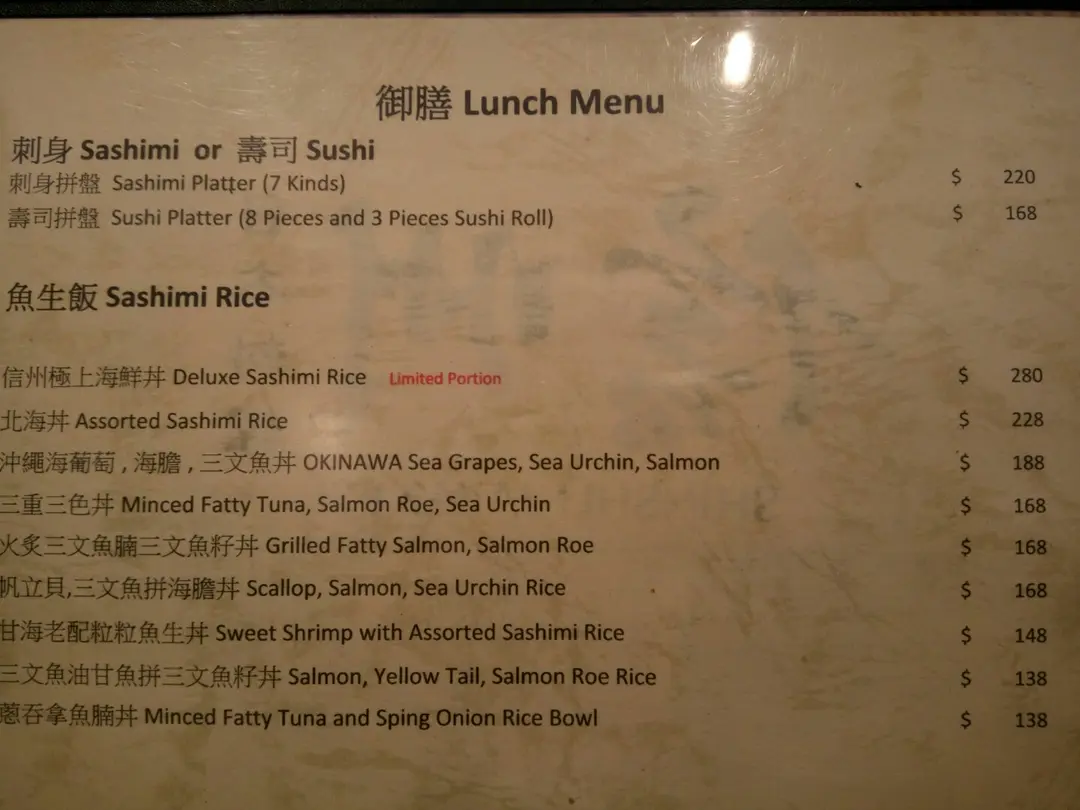 御膳 Lunch Menu
刺身 Sashimi or 壽司 Sushi
刺身拼盤 Sashimi Platter (7 Kinds) $ 220
壽司拼盤 Sushi Platter (8 Pieces and 3 Pieces Sushi Roll) $ 168
魚生飯 Sashimi Rice
信州極上海鮮丼 Deluxe Sashimi Rice Limited Portion $ 280
北海丼 Assorted Sashimi Rice $ 228
沖繩海葡萄 , 海膽 , 三文魚丼 OKINAWA Sea Grapes, Sea Urchin, Salmon $ 188
三重三色丼 Minced Fatty Tuna, Salmon Roe, Sea Urchin $ 168
火炙三文魚腩三文魚籽丼 Grilled Fatty Salmon, Salmon Roe $ 168
帆立貝,三文魚拼海膽丼 Scallop, Salmon, Sea Urchin Rice $ 168
甘海老配粒粒魚生丼 Sweet Shrimp with Assorted Sashimi Rice $ 148
三文魚油甘魚拼三文魚籽丼 Salmon, Yellow Tail, Salmon Roe Rice $ 138
蔥吞拿魚腩丼 Minced Fatty Tuna and Sping Onion Rice Bowl $ 138